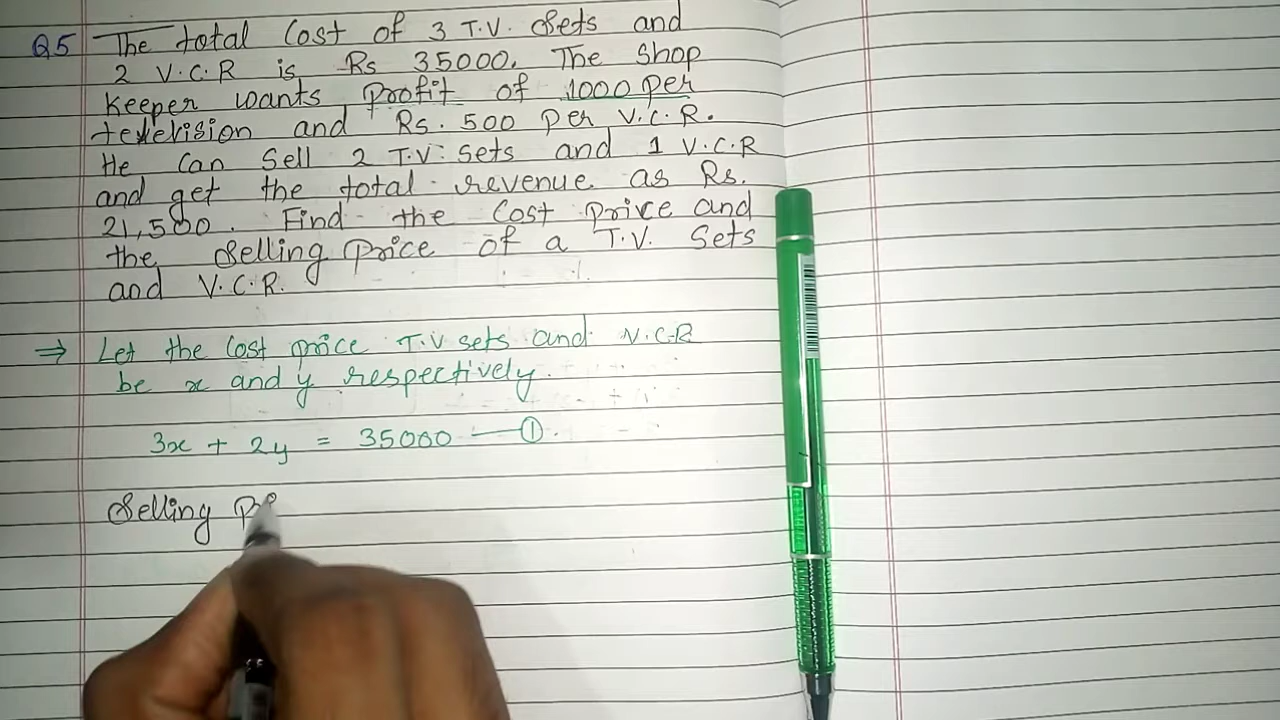 Q5 The total Cost of 3 T.V. Sets and
2 V.C.R is Rs 35000. The Shop
Keeper wants Profit of 1000 per
television and Rs. 500 Per V.C.R.
He Can Sell 2 T.V. Sets and 1 V.C.R
and get the total revenue as Rs.
21,500. Find the Cost price and
the Selling Price of a T.V. Sets
and V.C.R.
⇒ Let the Cost price T.V sets and V.C.R
be x and y respectively.
3x + 2y = 35000 — ①.
Selling